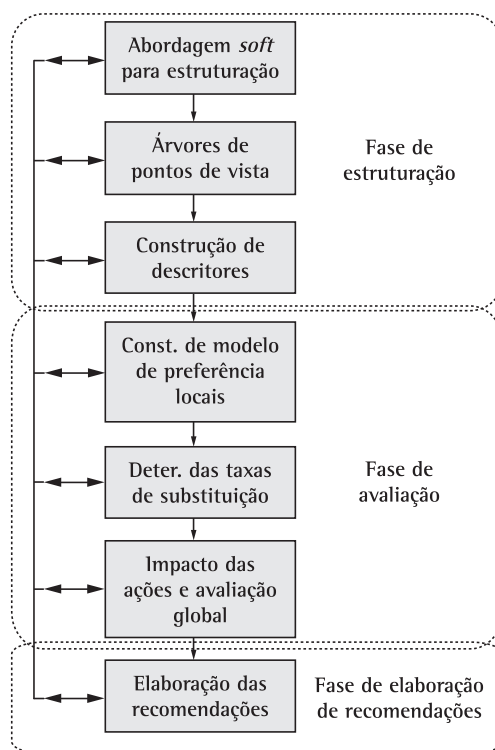 Abordagem soft
para estruturação
Árvores de
pontos de vista
Fase de
estruturação
Construção de
descritores
Const. de modelo
de preferência
locais
Deter. das taxas
de substituição
Fase de
avaliação
Impacto das
ações e avaliação
global
Elaboração das
recomendações
Fase de elaboração
de recomendações